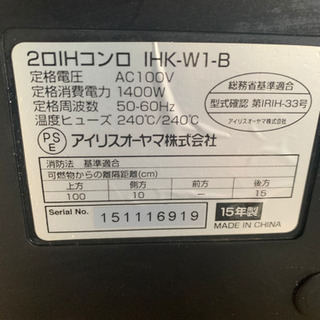 2口IHコンロ IHK-W1-B
定格電圧 AC100V
定格消費電力 1400W
定格周波数 50-60Hz
温度ヒューズ 240℃/240℃
総務省基準適合
型式確認 第IRIH-33号
アイリスオーヤマ株式会社
PS
E
アイリスオーヤマ株式会社
消防法 基準適合
可燃物からの離隔距離(cm)
上方 側方 前方 後方
100 10 ー 15
Serial No. 151116919
15年製
MADE IN CHINA